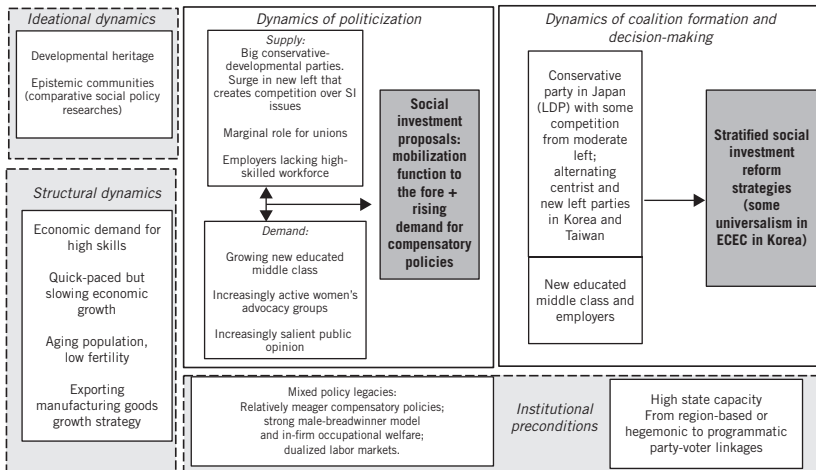 Ideational dynamics
Developmental heritage
Epistemic communities
(comparative social policy
researches)
Structural dynamics
Economic demand for
high skills
Quick-paced but
slowing economic
growth
Aging population,
low fertility
Exporting
manufacturing goods
growth strategy
Dynamics of politicization
Supply:
Big conservative-
developmental parties.
Surge in new left that
creates competition over SI
issues
Marginal role for unions
Employers lacking high-
skilled workforce
Demand:
Growing new educated
middle class
Increasingly active women's
advocacy groups
Increasingly salient public
opinion
Social
investment
proposals:
mobilization
function to
the fore +
rising
demand for
compensatory
policies
Dynamics of coalition formation and
decision-making
Conservative
party in Japan
(LDP) with some
competition
from moderate
left;
alternating
centrist and
new left parties
in Korea and
Taiwan
New educated
middle class and
employers
Stratified social
investment
reform
strategies
(some
universalism in
ECEC in Korea)
Mixed policy legacies:
Relatively meager compensatory policies;
strong male-breadwinner model
and in-firm occupational welfare;
dualized labor markets.
Institutional
preconditions
High state capacity
From region-based or
hegemonic to programmatic
party-voter linkages